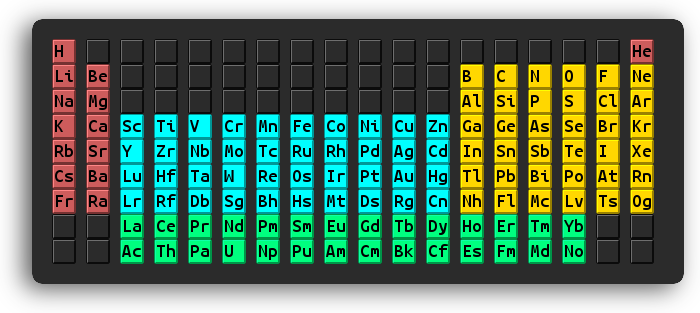 H He
Li Be B C N O F Ne
Na Mg Al Si P S Cl Ar
K Ca Sc Ti V Cr Mn Fe Co Ni Cu Zn Ga Ge As Se Br Kr
Rb Sr Y Zr Nb Mo Tc Ru Rh Pd Ag Cd In Sn Sb Te I Xe
Cs Ba Lu Hf Ta W Re Os Ir Pt Au Hg Tl Pb Bi Po At Rn
Fr Ra Lr Rf Db Sg Bh Hs Mt Ds Rg Cn Nh Fl Mc Lv Ts Og
La Ce Pr Nd Pm Sm Eu Gd Tb Dy Ho Er Tm Yb
Ac Th Pa U Np Pu Am Cm Bk Cf Es Fm Md No